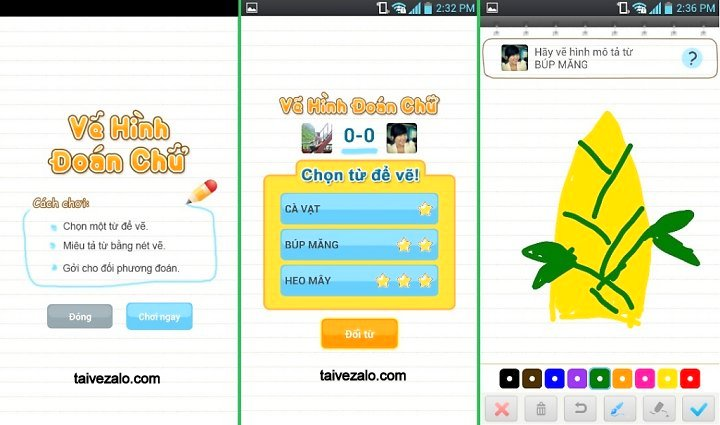 Vẽ Hình
Đoán Chữ
Cách chơi:
Chọn một từ để vẽ.
Miêu tả từ bằng nét vẽ.
Gởi cho đối phương đoán.
Đóng
Chơi ngay
taivezalo.com
2:32 PM
Vẽ Hình Đoán Chữ
0-0
Chọn từ để vẽ!
CÀ VẠT
BÚP MĂNG
HEO MÂY
Đổi từ
taivezalo.com
2:36 PM
Hãy vẽ hình mô tả từ
BÚP MĂNG
?